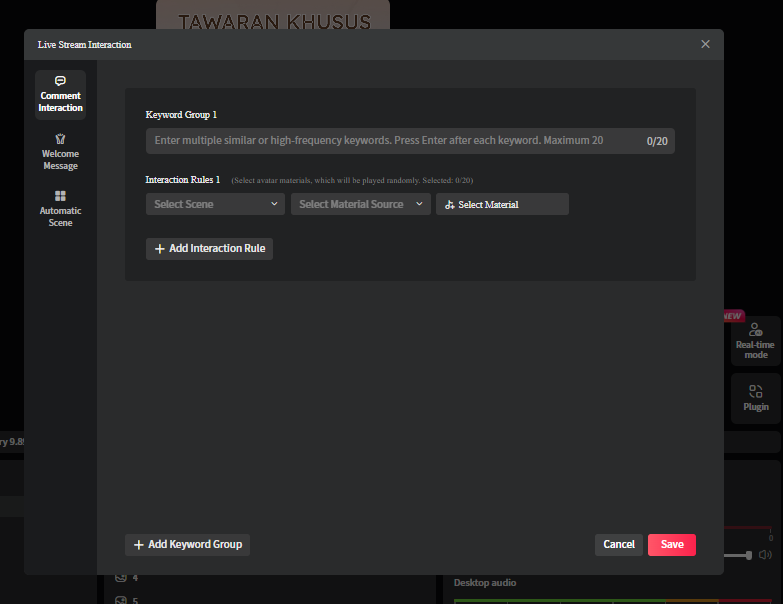 TAWARAN KHUSUS
Live Stream Interaction
Comment
Interaction
Welcome
Message
Automatic
Scene
Keyword Group 1
Enter multiple similar or high-frequency keywords. Press Enter after each keyword. Maximum 20
0/20
Interaction Rules 1 (Select avatar materials, which will be played randomly. Selected: 0/20)
Select Scene
Select Material Source
Select Material
+ Add Interaction Rule
NEW
Real-time
mode
Plugin
ry 9.89
+ Add Keyword Group
Cancel
Save
0
4
Desktop audio
5